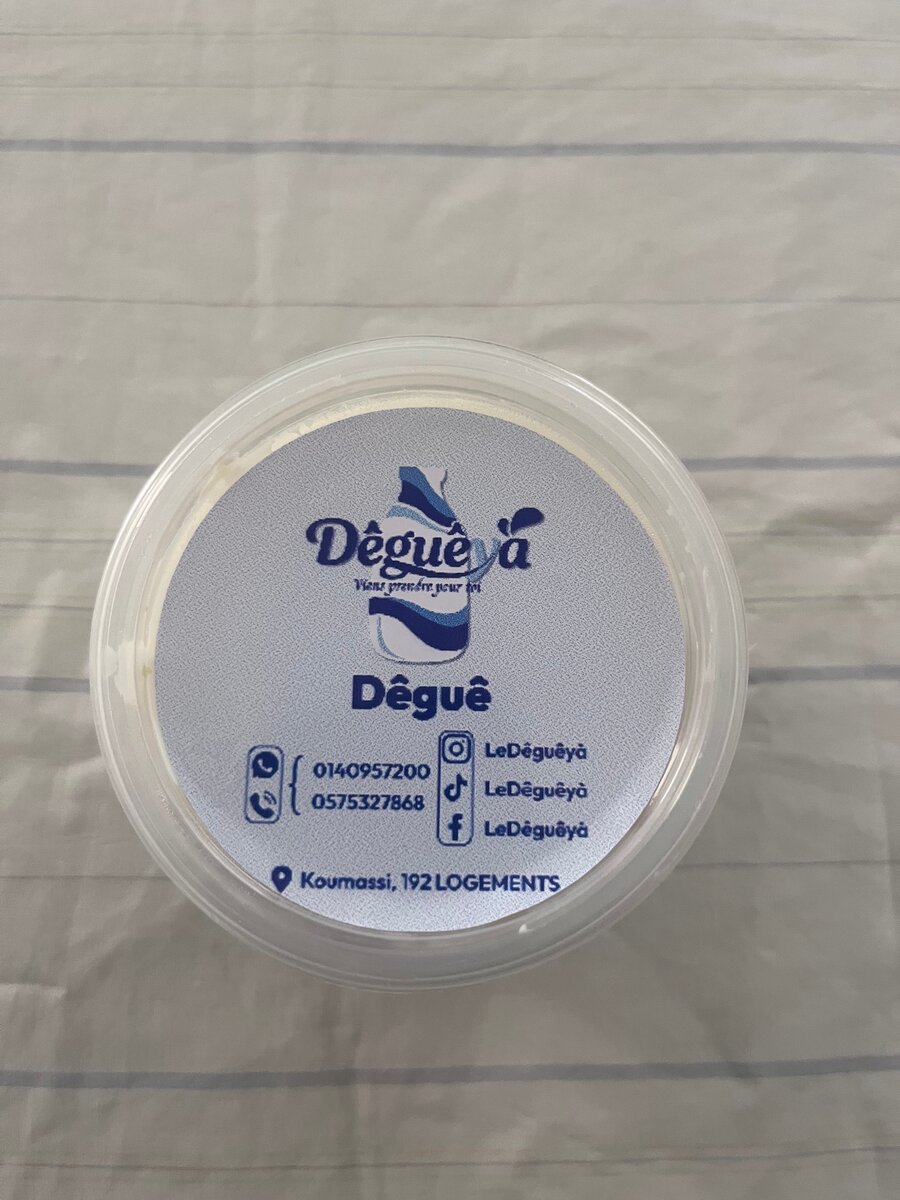 Dêguêyà
Viens prendre pour toi
Dêguê
0140957200
0575327868
LeDêguêyà
LeDêguêyà
LeDêguêyà
Koumassi, 192 LOGEMENTS